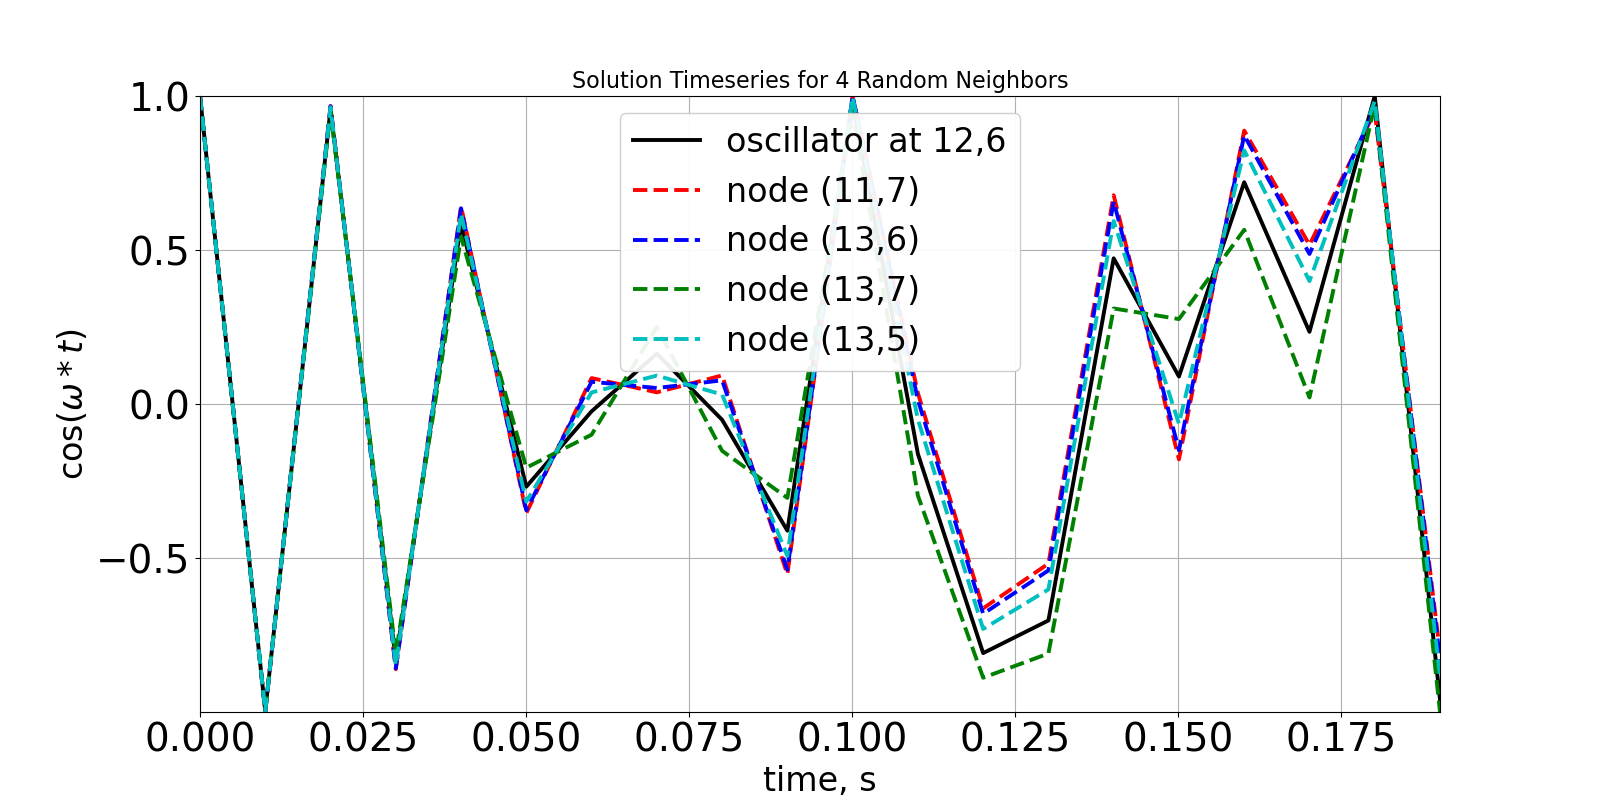 Solution Timeseries for 4 Random Neighbors
1.0
0.5
0.0
−0.5
cos(ω * t)
oscillator at 12,6
node (11,7)
node (13,6)
node (13,7)
node (13,5)
0.000 0.025 0.050 0.075 0.100 0.125 0.150 0.175
time, s